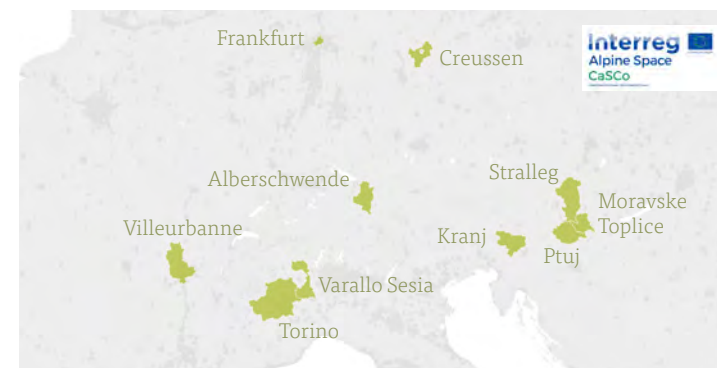 Frankfurt
Creussen
Interreg
Alpine Space
CaSCo
Alberschwende
Stralleg
Moravske
Toplice
Villeurbanne
Kranj
Ptuj
Varallo Sesia
Torino